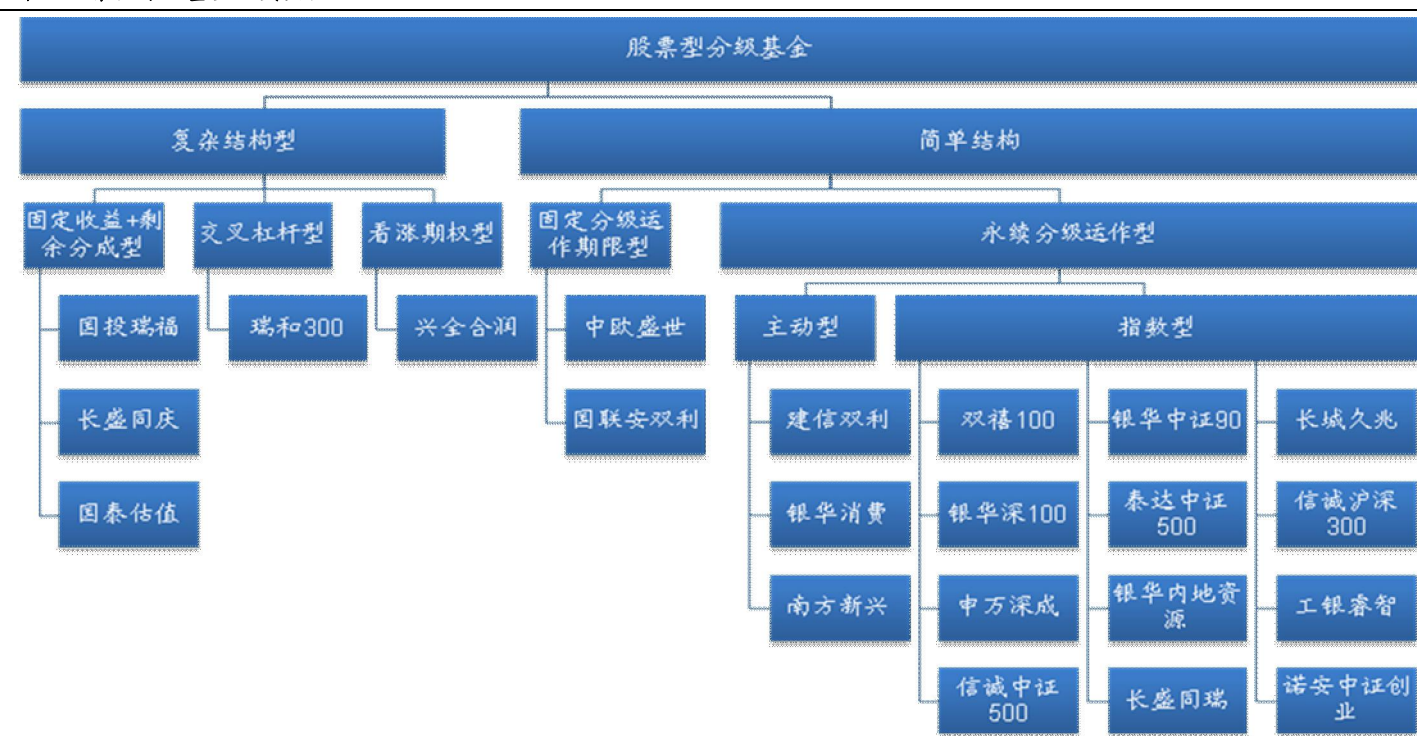 股票型分级基金
复杂结构型
简单结构
固定收益+剩
余分成型
交叉杠杆型
看涨期权型
固定分级运
作期限型
永续分级运作型
国投瑞福
瑞和300
兴全合润
中欧盛世
主动型
指数型
长盛同庆
国联安双利
建信双利
双禧100
银华中证90
长城久兆
国泰估值
银华消费
银华深100
泰达中证
500
信诚沪深
300
南方新兴
申万深成
银华内地资
源
工银睿智
信诚中证
500
长盛同瑞
诺安中证创
业